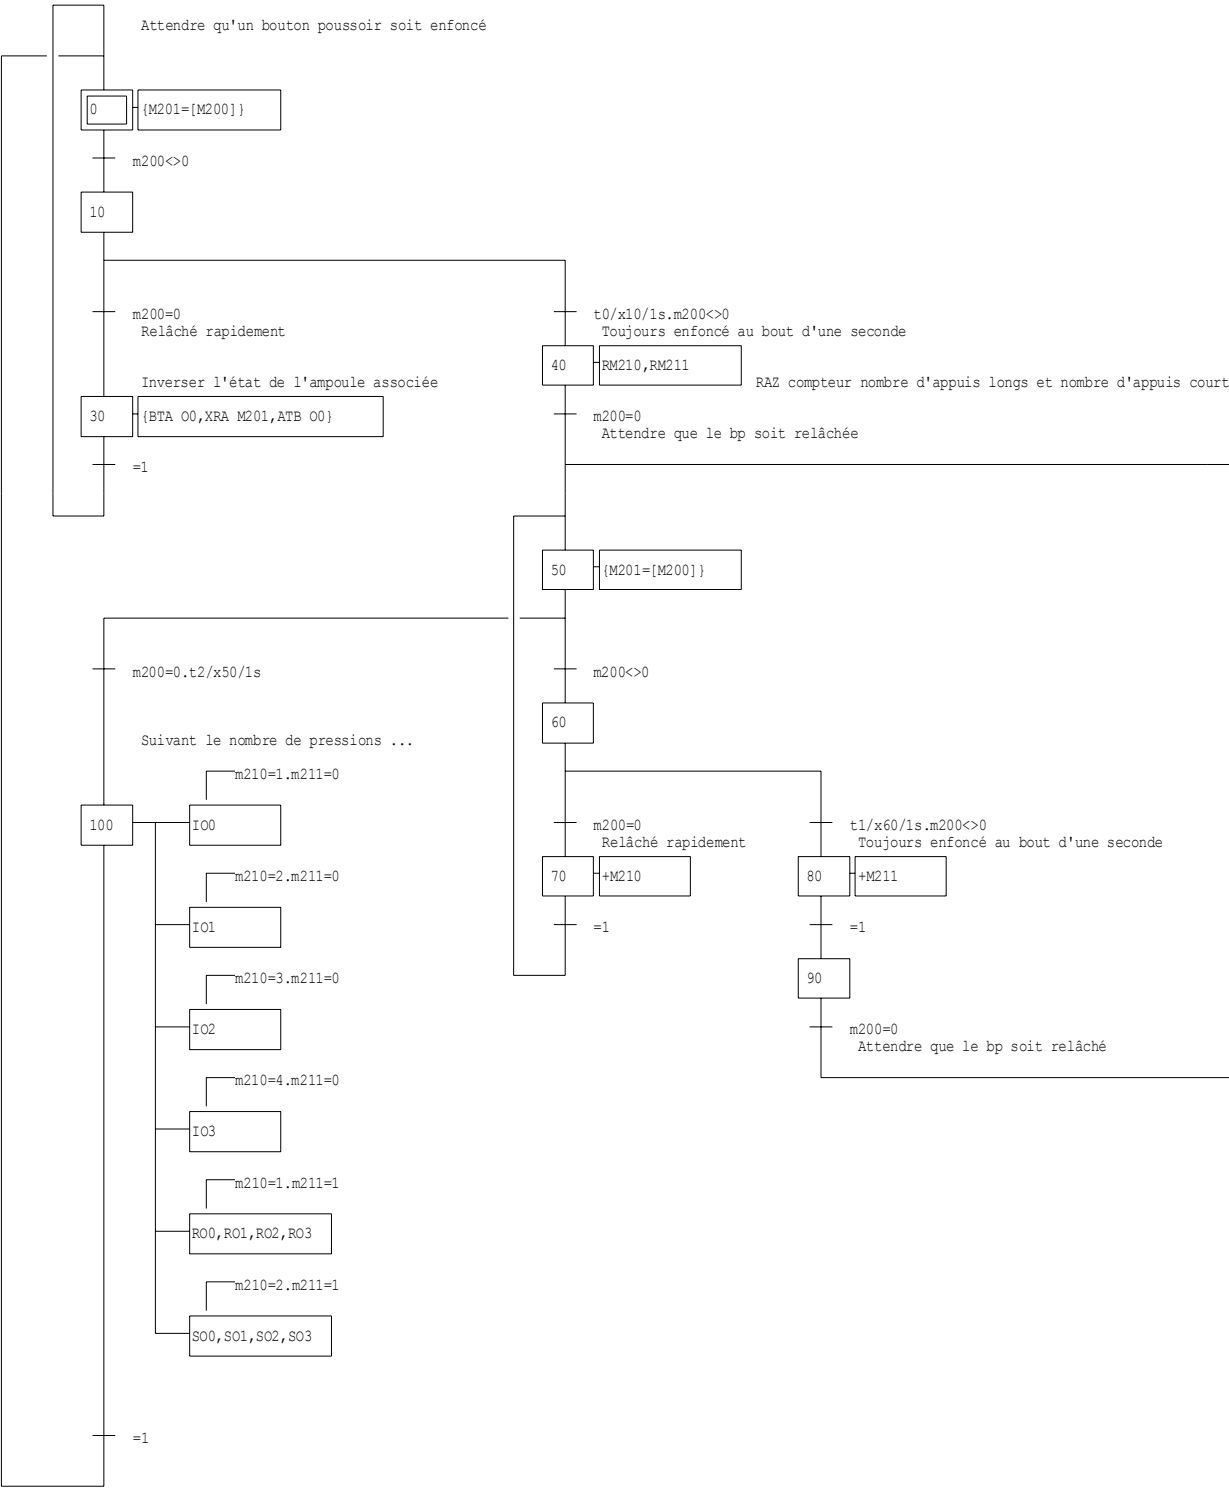 Attendre qu'un bouton poussoir soit enfoncé
0
{M201=[M200]}
m200<>0
10
m200=0
Relâché rapidement
t0/x10/1s.m200<>0
Toujours enfoncé au bout d'une seconde
40
RM210,RM211
RAZ compteur nombre d'appuis longs et nombre d'appuis court
Inverser l'état de l'ampoule associée
30
{BTA O0,XRA M201,ATB O0}
m200=0
Attendre que le bp soit relâchée
=1
50
{M201=[M200]}
m200=0.t2/x50/1s
m200<>0
60
Suivant le nombre de pressions ...
m210=1.m211=0
100
IO0
m200=0
Relâché rapidement
t1/x60/1s.m200<>0
Toujours enfoncé au bout d'une seconde
70
+M210
80
+M211
m210=2.m211=0
IO1
=1
=1
m210=3.m211=0
90
IO2
m200=0
Attendre que le bp soit relâché
m210=4.m211=0
IO3
m210=1.m211=1
RO0,RO1,RO2,RO3
m210=2.m211=1
SO0,SO1,SO2,SO3
=1